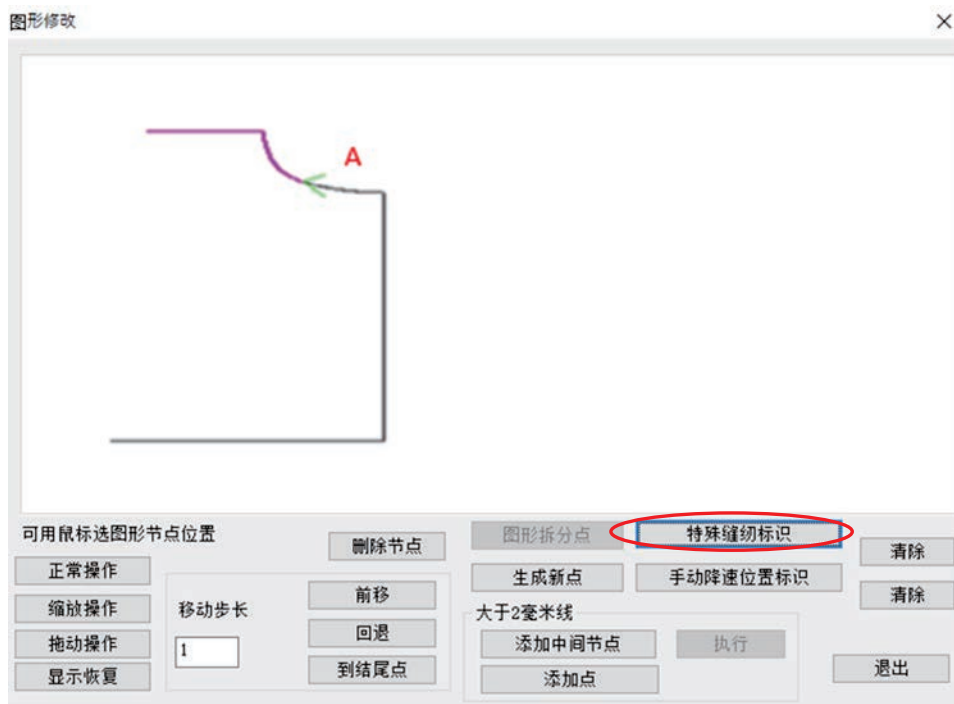 图形修改
A
可用鼠标选图形节点位置
删除节点
图形拆分点
特殊缝纫标识
清除
正常操作
生成新点
手动降速位置标识
清除
缩放操作
移动步长
前移
大于2毫米线
拖动操作
1
回退
添加中间节点
执行
显示恢复
到结尾点
添加点
退出